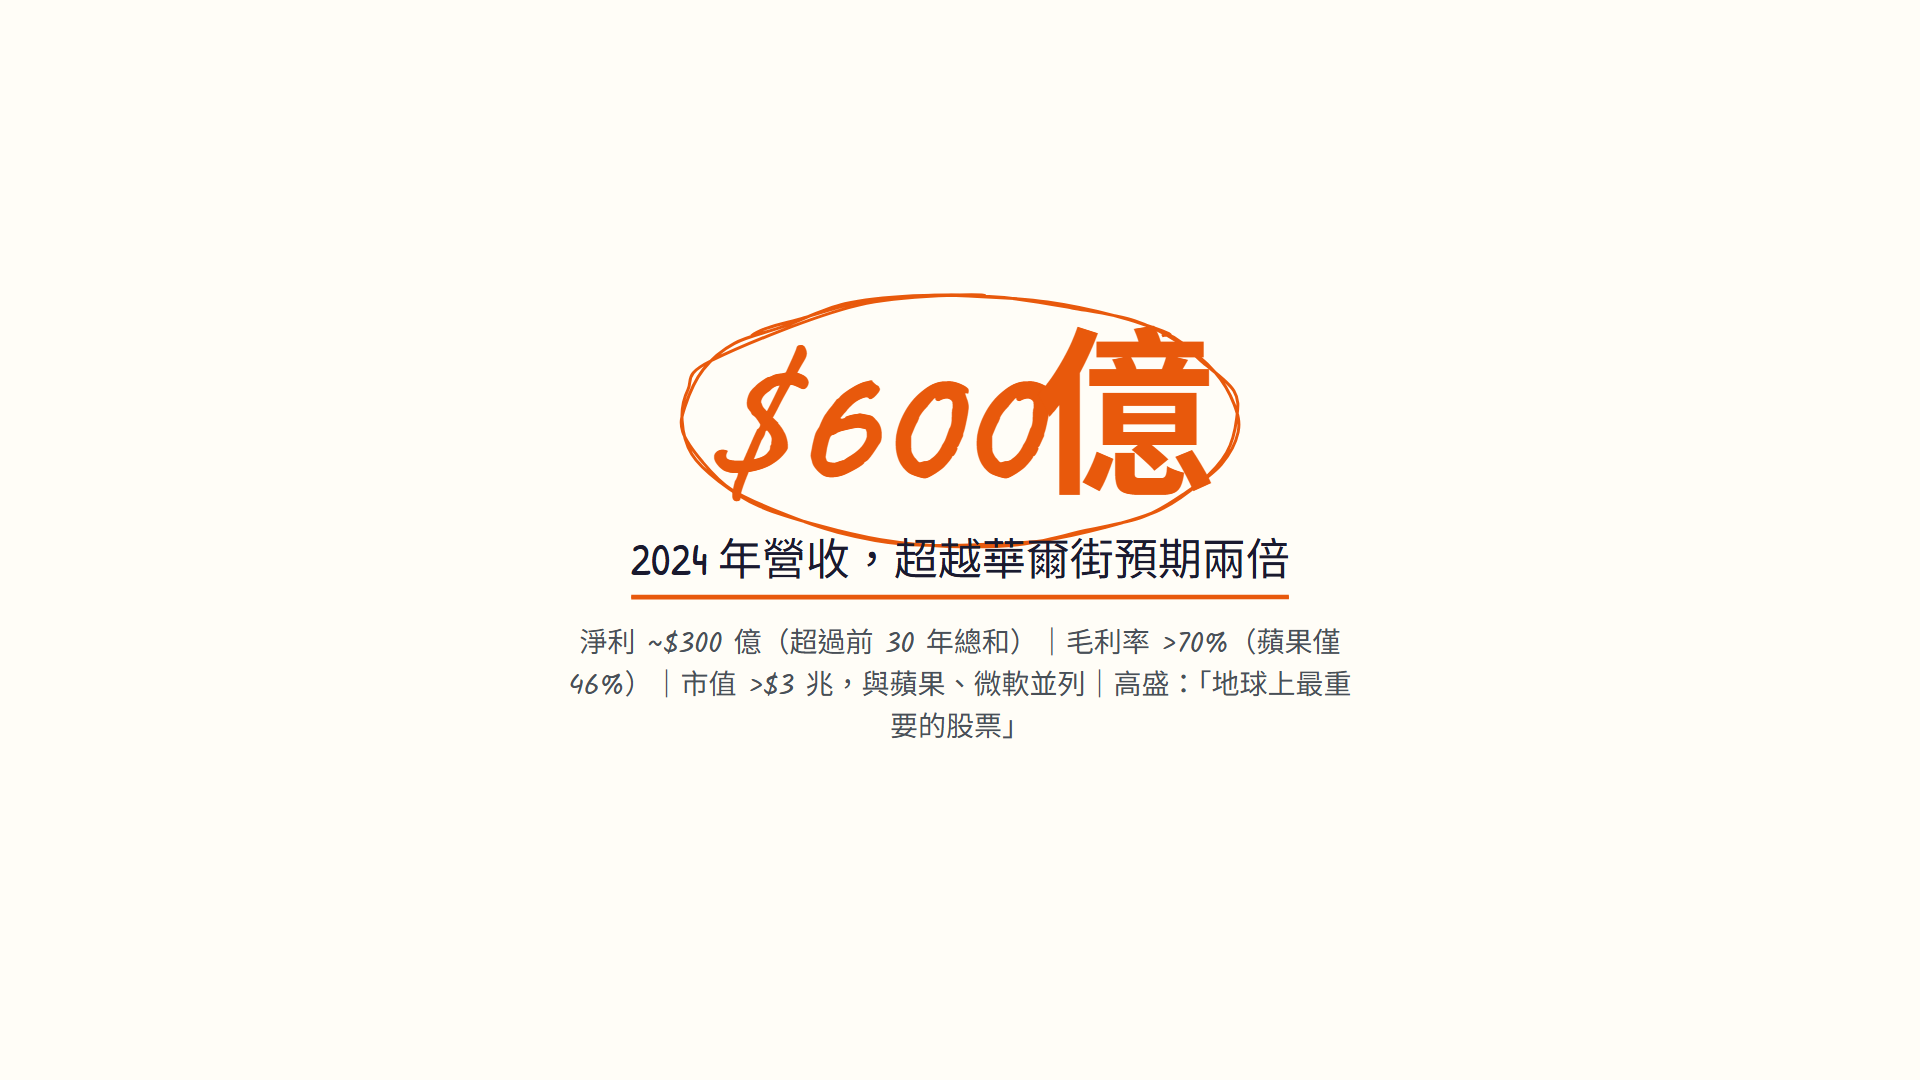 $600億
2024 年營收，超越華爾街預期兩倍
淨利 ~$300 億（超過前 30 年總和）｜毛利率 >70%（蘋果僅
46%）｜市值 >$3 兆，與蘋果、微軟並列｜高盛：「地球上最重
要的股票」